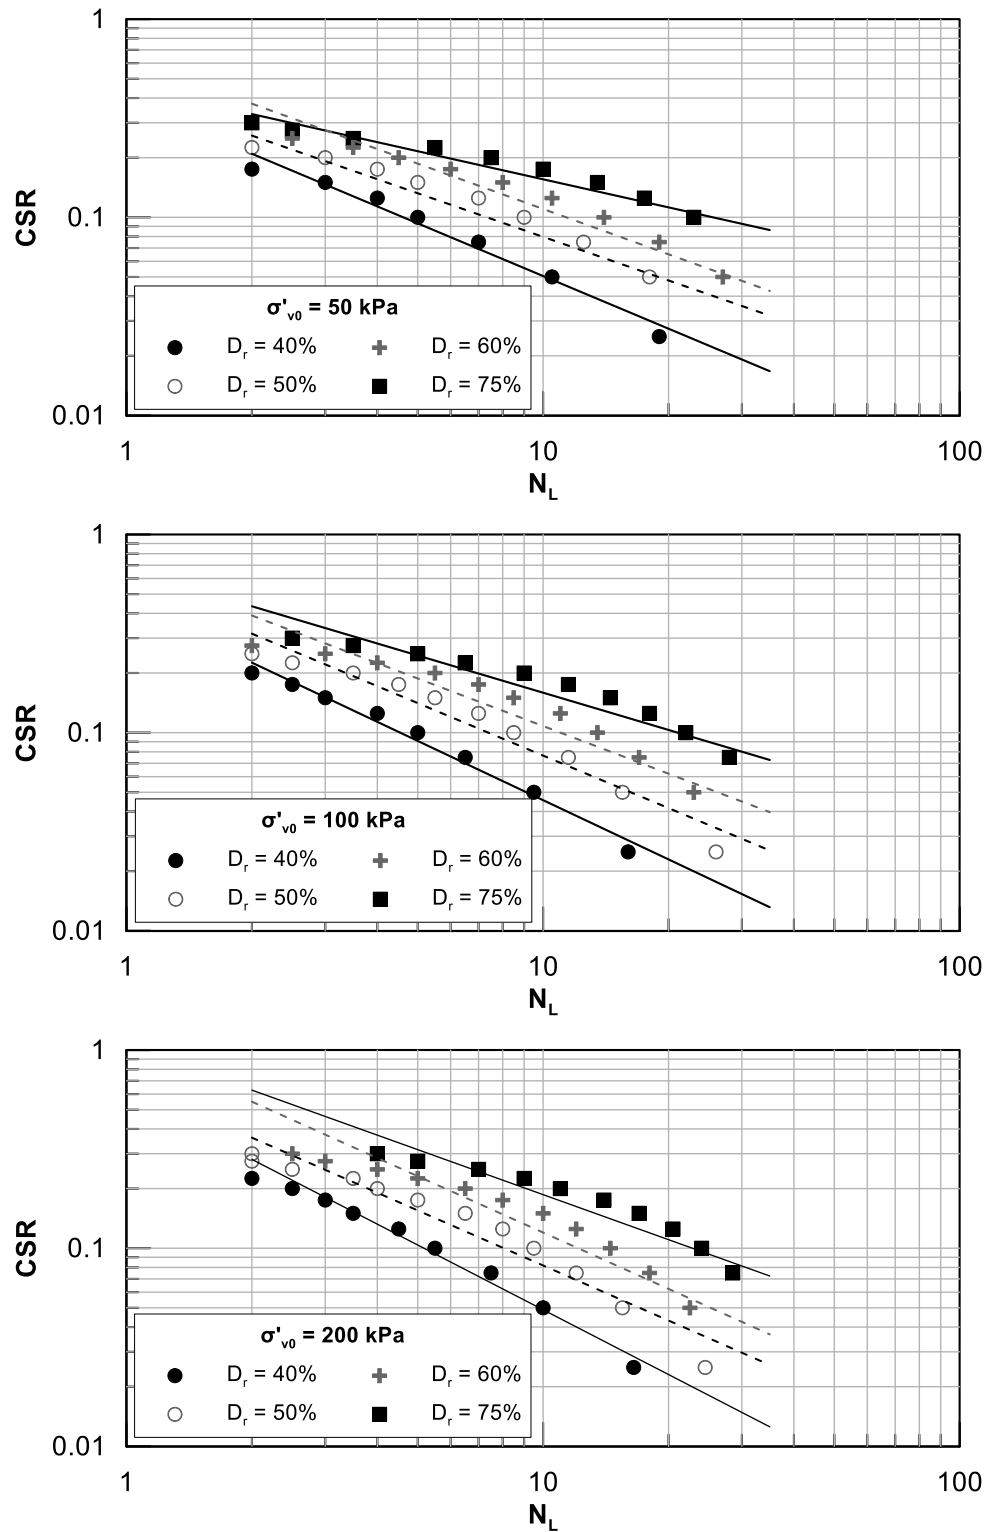 1
CSR
0.1
σ'v0 = 50 kPa
Dr = 40% Dr = 60%
Dr = 50% Dr = 75%
0.01
1 10 100
NL
1
CSR
0.1
σ'v0 = 100 kPa
Dr = 40% Dr = 60%
Dr = 50% Dr = 75%
0.01
1 10 100
NL
1
CSR
0.1
σ'v0 = 200 kPa
Dr = 40% Dr = 60%
Dr = 50% Dr = 75%
0.01
1 10 100
NL